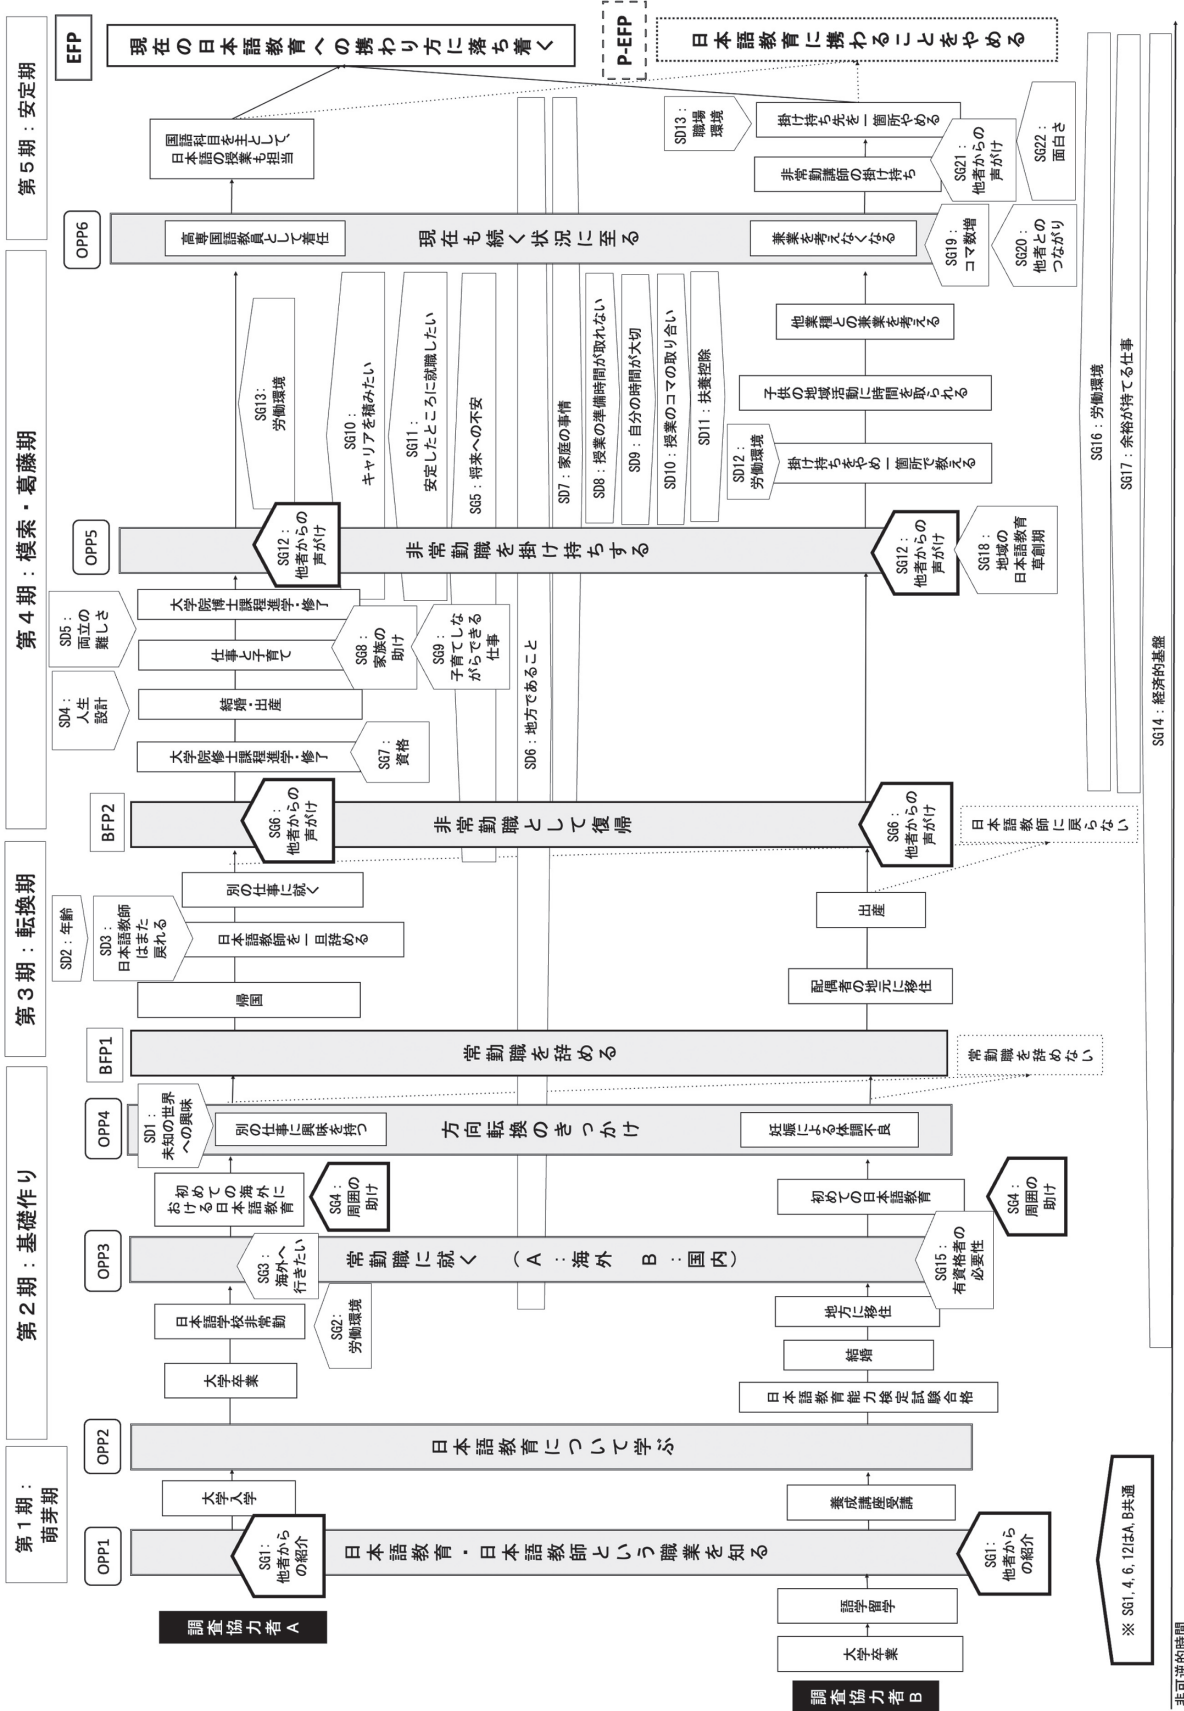 第1期：
萌芽期
第2期：基礎作り
第3期：転換期
第4期：模索・葛藤期
第5期：安定期
OPP1
OPP2
OPP3
OPP4
BFP1
BFP2
OPP5
OPP6
EFP
現在の日本語教育への携わり方に落ち着く
P-EFP
日本語教育に携わることをやめる
調査協力者A
SG1：
他者から
の紹介
大学入学
大学卒業
日本語学校非常勤
SG2：
労働環境
SG3：
海外へ
行きたい
初めての海外に
おける日本語教育
SG4：
周囲の
助け
SD1：
未知の世界
への興味
別の仕事に興味を持つ
帰国
SD2：年齢
SD3：
日本語教師
はまた
戻れる
日本語教師を一旦辞める
別の仕事に就く
SG6：
他者からの
声がけ
大学院修士課程進学・修了
SG7：
資格
SD4：
人生
設計
結婚・出産
SD5：
両立の
難しさ
仕事と子育て
SG8：
家族の
助け
SG9：
子育てしな
がらできる
仕事
大学院博士課程進学・修了
SG12：
他者からの
声がけ
SG13：
労働環境
SG10：
キャリアを積みたい
SG11：
安定したところに就職したい
SG5：将来への不安
高専国語教員として着任
国語科目を主として、
日本語の授業も担当
日本語教育・日本語教師という職業を知る
日本語教育について学ぶ
常勤職に就く（A：海外　B：国内）
方向転換のきっかけ
常勤職を辞める
非常勤職として復帰
非常勤職を掛け持ちする
現在も続く状況に至る
SD6：地方であること
SD7：家庭の事情
SD8：授業の準備時間が取れない
SD9：自分の時間が大切
SD10：授業のコマの取り合い
SD11：扶養控除
調査協力者B
大学卒業
語学留学
SG1：
他者から
の紹介
養成講座受講
日本語教育能力検定試験合格
結婚
地方に移住
SG15：
有資格者の
必要性
初めての日本語教育
SG4：
周囲の
助け
妊娠による体調不良
常勤職を辞めない
配偶者の地元に移住
出産
日本語教師に戻らない
SG6：
他者からの
声がけ
SG12：
他者からの
声がけ
SG18：
地域の
日本語教育
草創期
SD12：
労働環境
掛け持ちをやめ一箇所で教える
子供の地域活動に時間を取られる
他業種との兼業を考える
兼業を考えなくなる
SG19：
コマ数増
SG20：
他者との
つながり
非常勤講師の掛け持ち
SD13：
職場
環境
掛け持ち先を一箇所やめる
SG21：
他者からの
声がけ
SG22：
面白さ
SG16：労働環境
SG17：余裕が持てる仕事
SG14：経済的基盤
※ SG1, 4, 6, 12はA, B共通
非可逆的時間